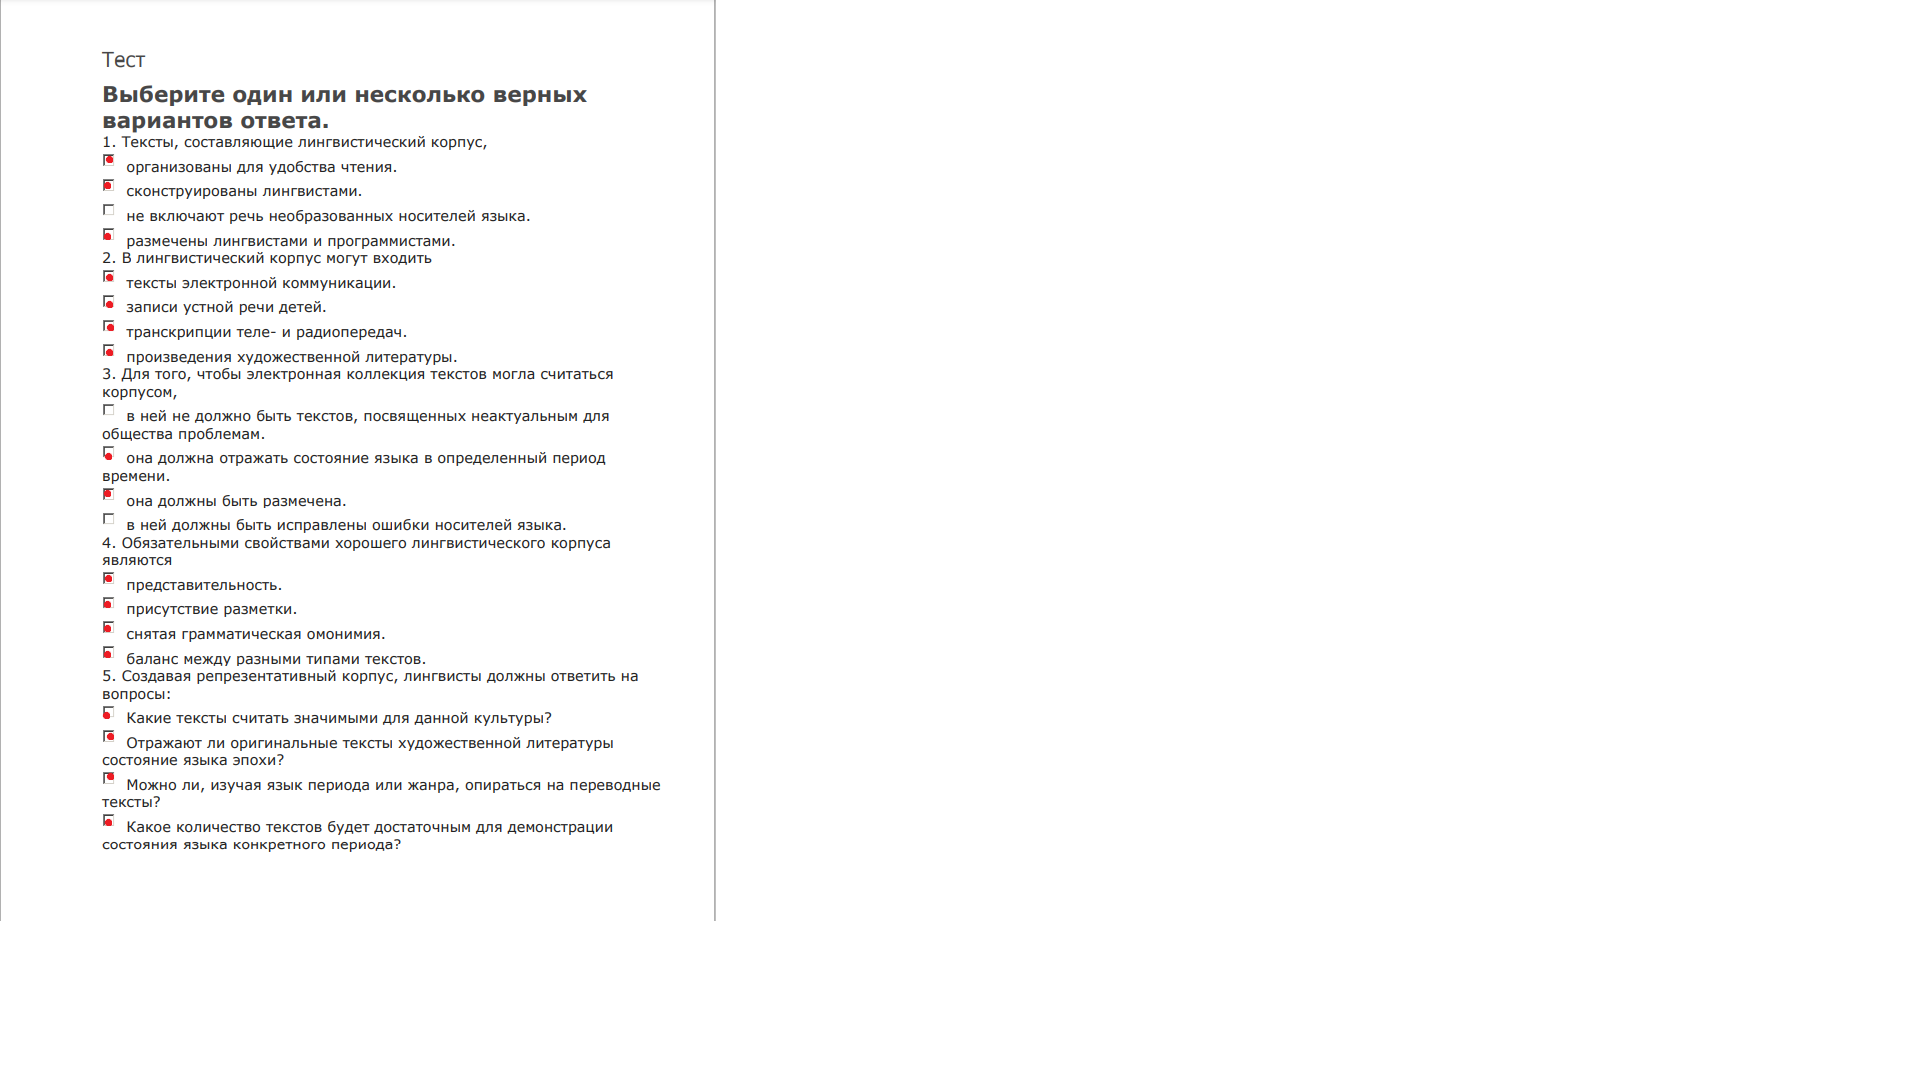 Тест
Выберите один или несколько верных
вариантов ответа.
1. Тексты, составляющие лингвистический корпус,
организованы для удобства чтения.
сконструированы лингвистами.
не включают речь необразованных носителей языка.
размечены лингвистами и программистами.
2. В лингвистический корпус могут входить
тексты электронной коммуникации.
записи устной речи детей.
транскрипции теле- и радиопередач.
произведения художественной литературы.
3. Для того, чтобы электронная коллекция текстов могла считаться
корпусом,
в ней не должно быть текстов, посвященных неактуальным для
общества проблемам.
она должна отражать состояние языка в определенный период
времени.
она должны быть размечена.
в ней должны быть исправлены ошибки носителей языка.
4. Обязательными свойствами хорошего лингвистического корпуса
являются
представительность.
присутствие разметки.
снятая грамматическая омонимия.
баланс между разными типами текстов.
5. Создавая репрезентативный корпус, лингвисты должны ответить на
вопросы:
Какие тексты считать значимыми для данной культуры?
Отражают ли оригинальные тексты художественной литературы
состояние языка эпохи?
Можно ли, изучая язык периода или жанра, опираться на переводные
тексты?
Какое количество текстов будет достаточным для демонстрации
состояния языка конкретного периода?